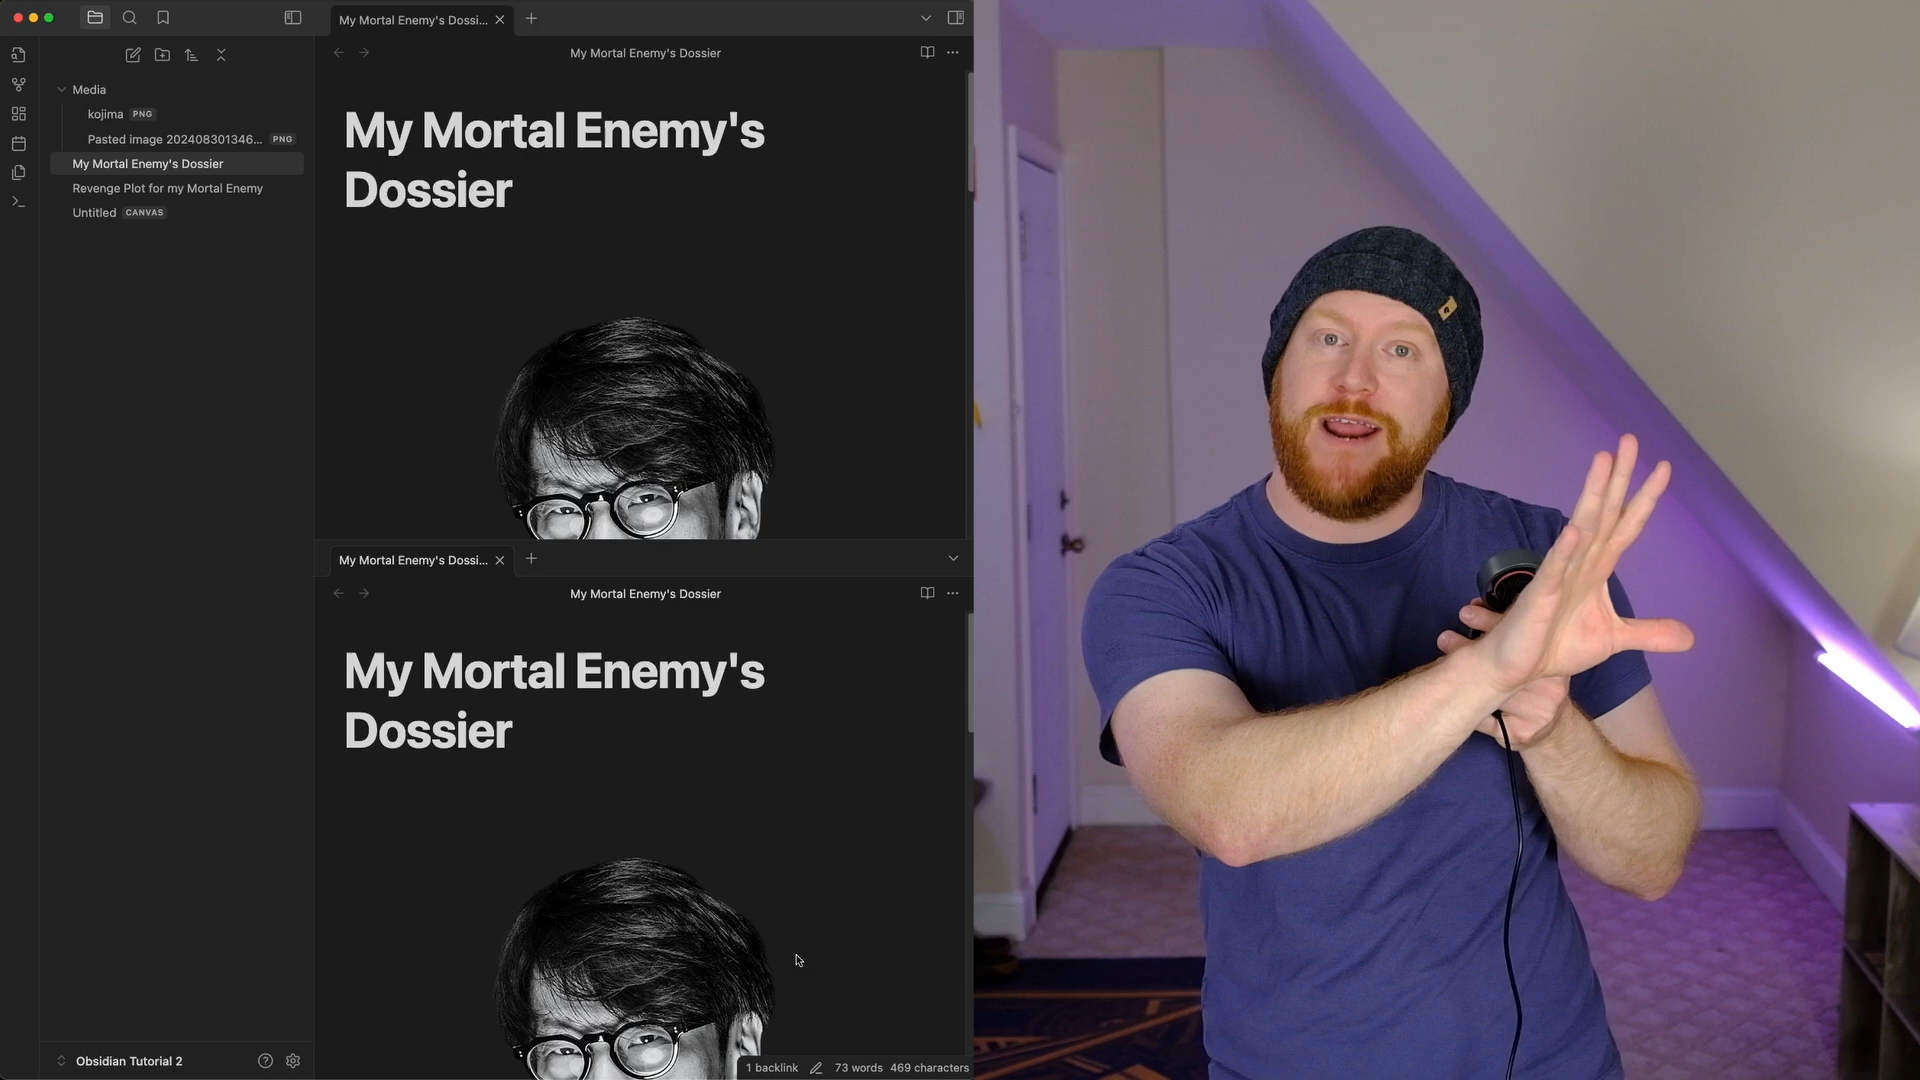 My Mortal Enemy's Dossi...
My Mortal Enemy's Dossier
Media
kojima PNG
Pasted image 202408301346... PNG
My Mortal Enemy's Dossier
Revenge Plot for my Mortal Enemy
Untitled CANVAS
My Mortal Enemy's
Dossier
My Mortal Enemy's Dossi...
My Mortal Enemy's Dossier
My Mortal Enemy's
Dossier
Obsidian Tutorial 2
1 backlink 73 words 469 characters